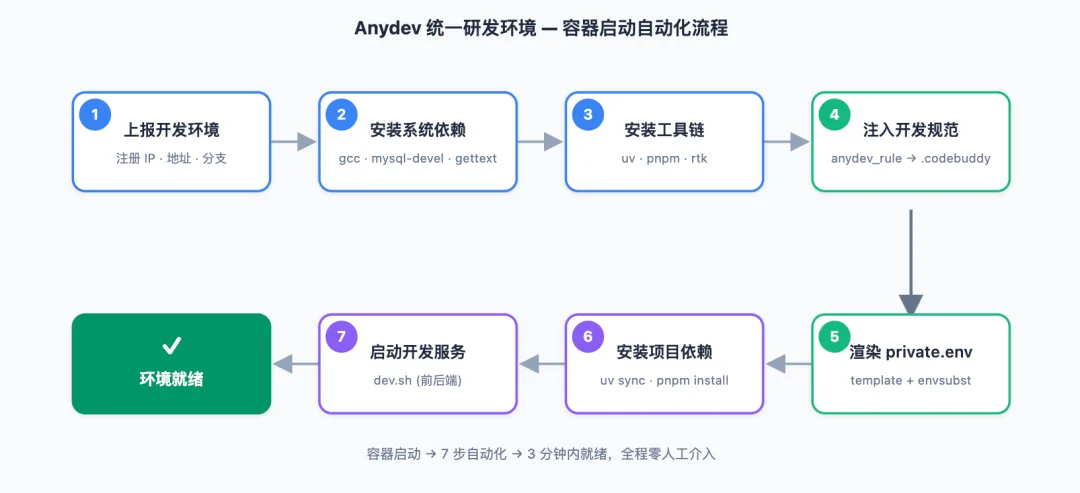 Anydev 统一研发环境 — 容器启动自动化流程
1
上报开发环境
注册 IP · 地址 · 分支
2
安装系统依赖
gcc · mysql-devel · gettext
3
安装工具链
uv · pnpm · rtk
4
注入开发规范
anydev_rule → .codebuddy
5
渲染 private.env
template + envsubst
6
安装项目依赖
uv sync · pnpm install
7
启动开发服务
dev.sh (前后端)
✓
环境就绪
容器启动 → 7 步自动化 → 3 分钟内就绪，全程零人工介入